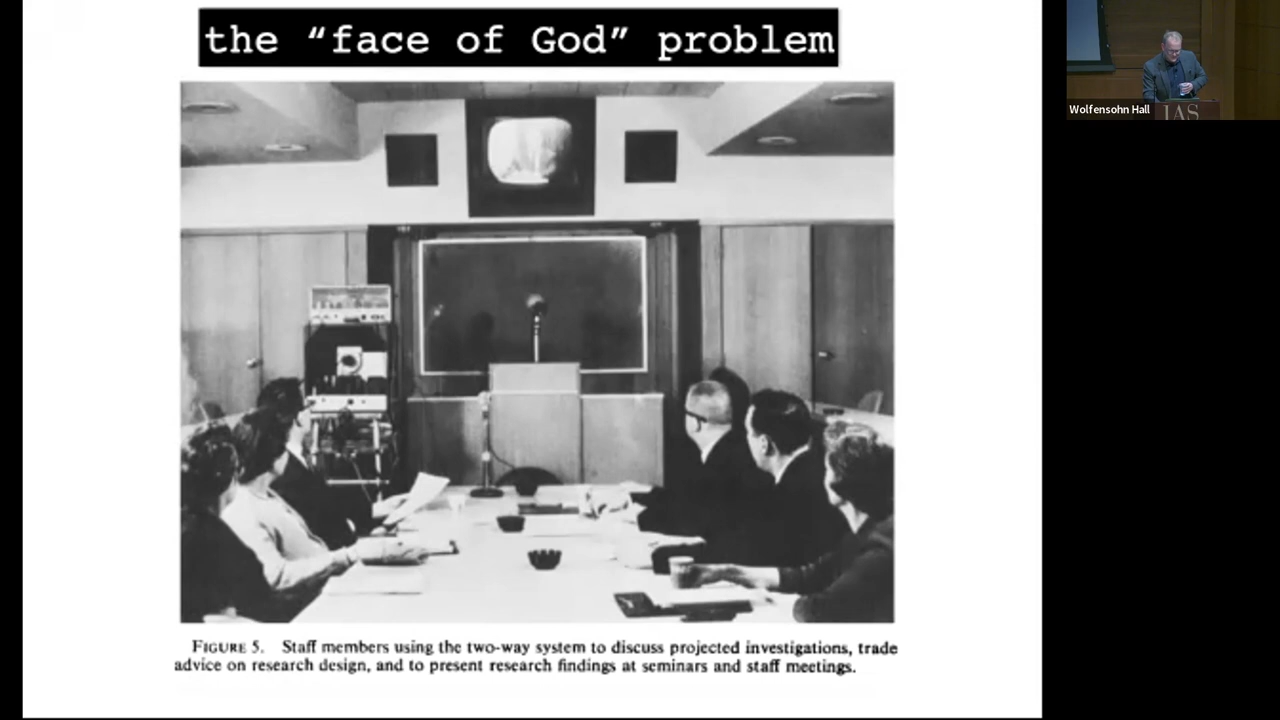 the “face of God” problem
Wolfensohn Hall
IAS
FIGURE 5. Staff members using the two-way system to discuss projected investigations, trade
advice on research design, and to present research findings at seminars and staff meetings.